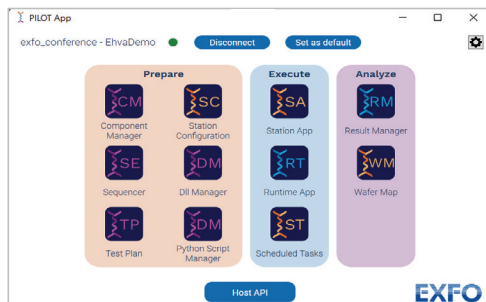 PILOT App
exfo_conference - EhvaDemo
Disconnect
Set as default
Prepare
Execute
Analyze
CM
SC
SA
RM
Component
Manager
Station
Configuration
Station App
Result Manager
SE
DM
RT
WM
Sequencer
Dll Manager
Runtime App
Wafer Map
TP
DM
ST
Test Plan
Python Script
Manager
Scheduled Tasks
Host API
EXFO